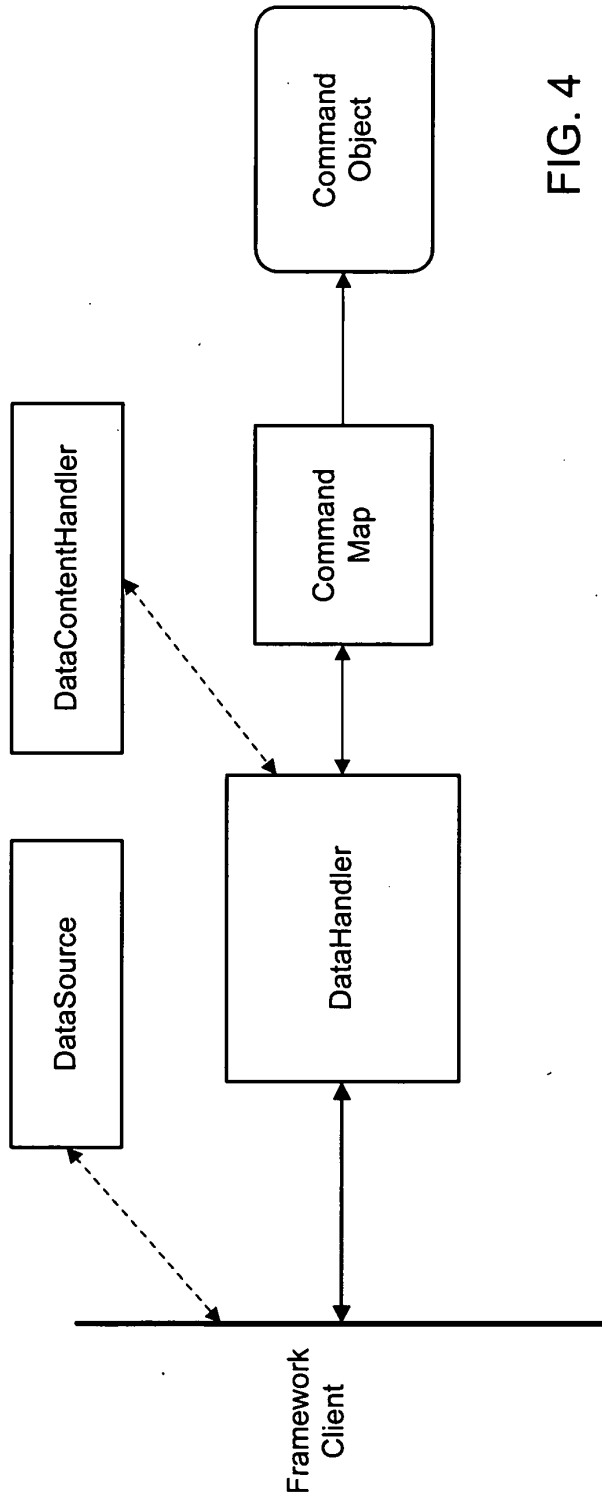 DataSource
DataContentHandler
Framework
Client
DataHandler
Command
Map
Command
Object
FIG. 4